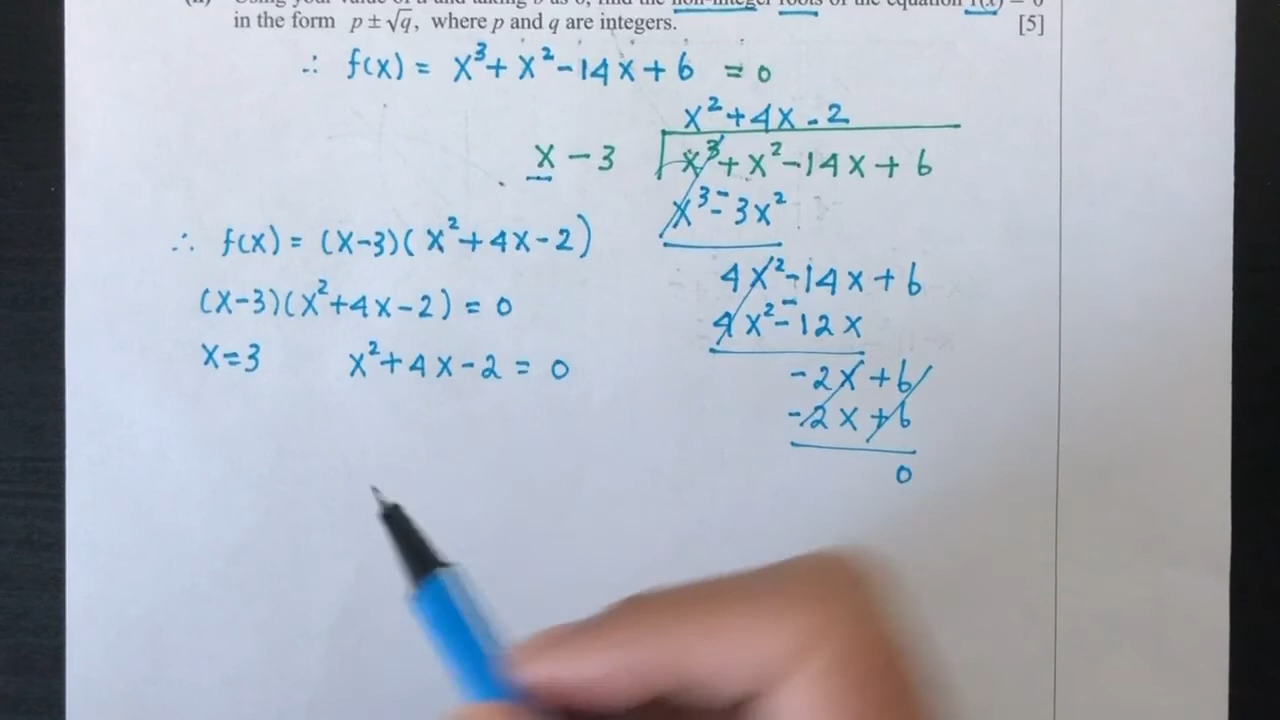 in the form p ± √q, where p and q are integers. [5]
∴ f(x) = x³ + x² - 14x + 6 = 0
x² + 4x - 2
x - 3 x³ + x² - 14x + 6
x³ - 3x²
∴ f(x) = (x-3)(x² + 4x - 2)
4x² - 14x + 6
(x-3)(x² + 4x - 2) = 0
4x² - 12x
x = 3 x² + 4x - 2 = 0
-2x + 6
-2x + 6
0